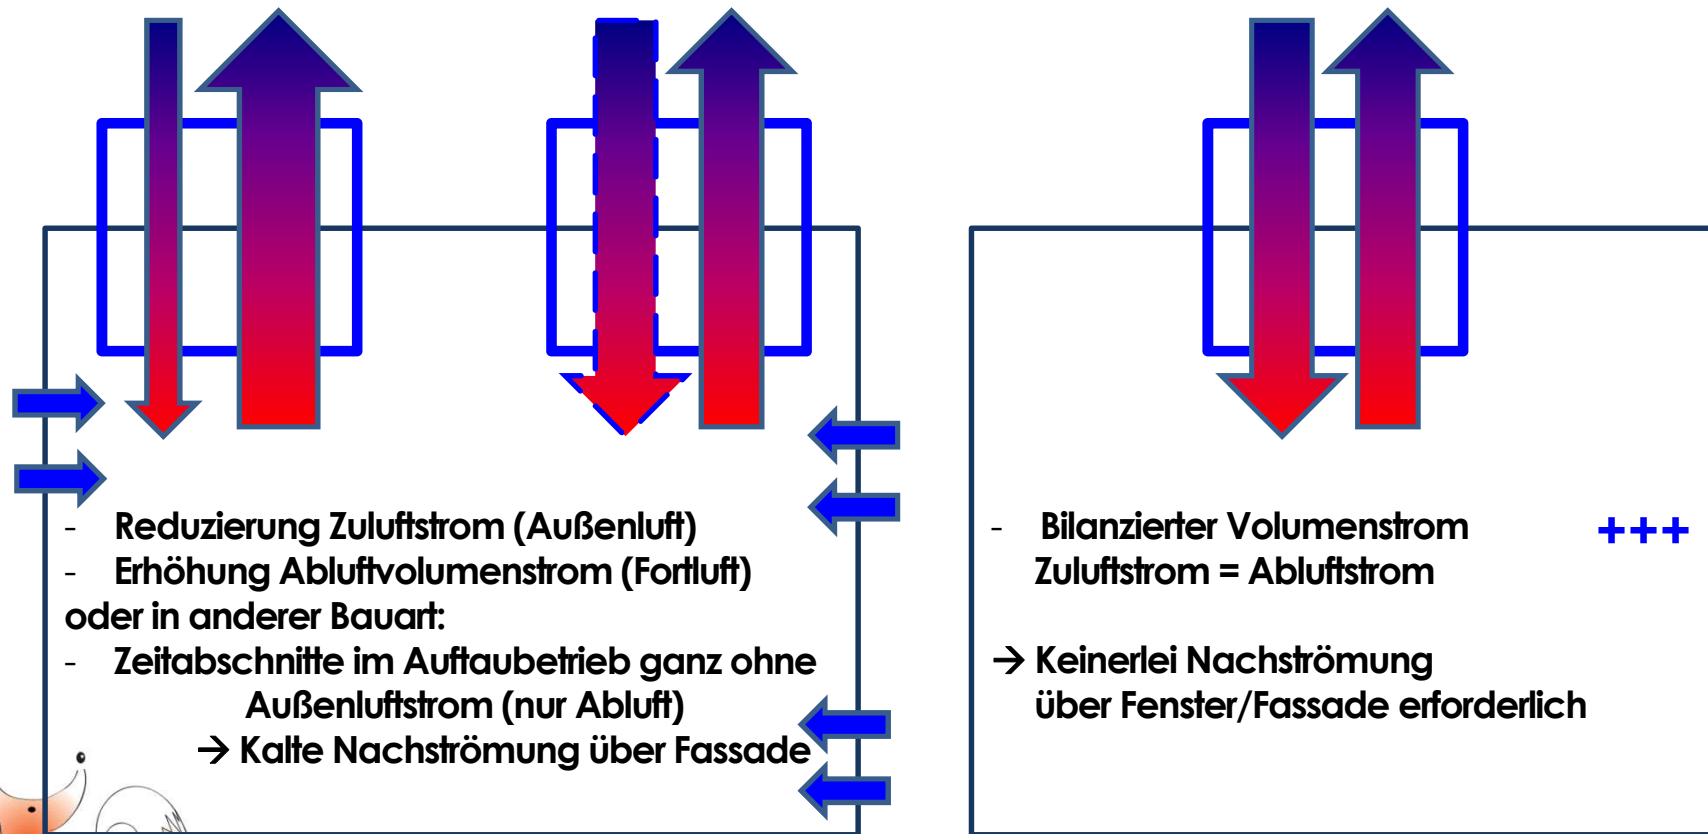 - Reduzierung Zuluftstrom (Außenluft)
- Erhöhung Abluftvolumenstrom (Fortluft)
oder in anderer Bauart:
- Zeitabschnitte im Auftaubetrieb ganz ohne
Außenluftstrom (nur Abluft)
→ Kalte Nachströmung über Fassade
- Bilanzierter Volumenstrom +++
Zuluftstrom = Abluftstrom
→ Keinerlei Nachströmung
über Fenster/Fassade erforderlich